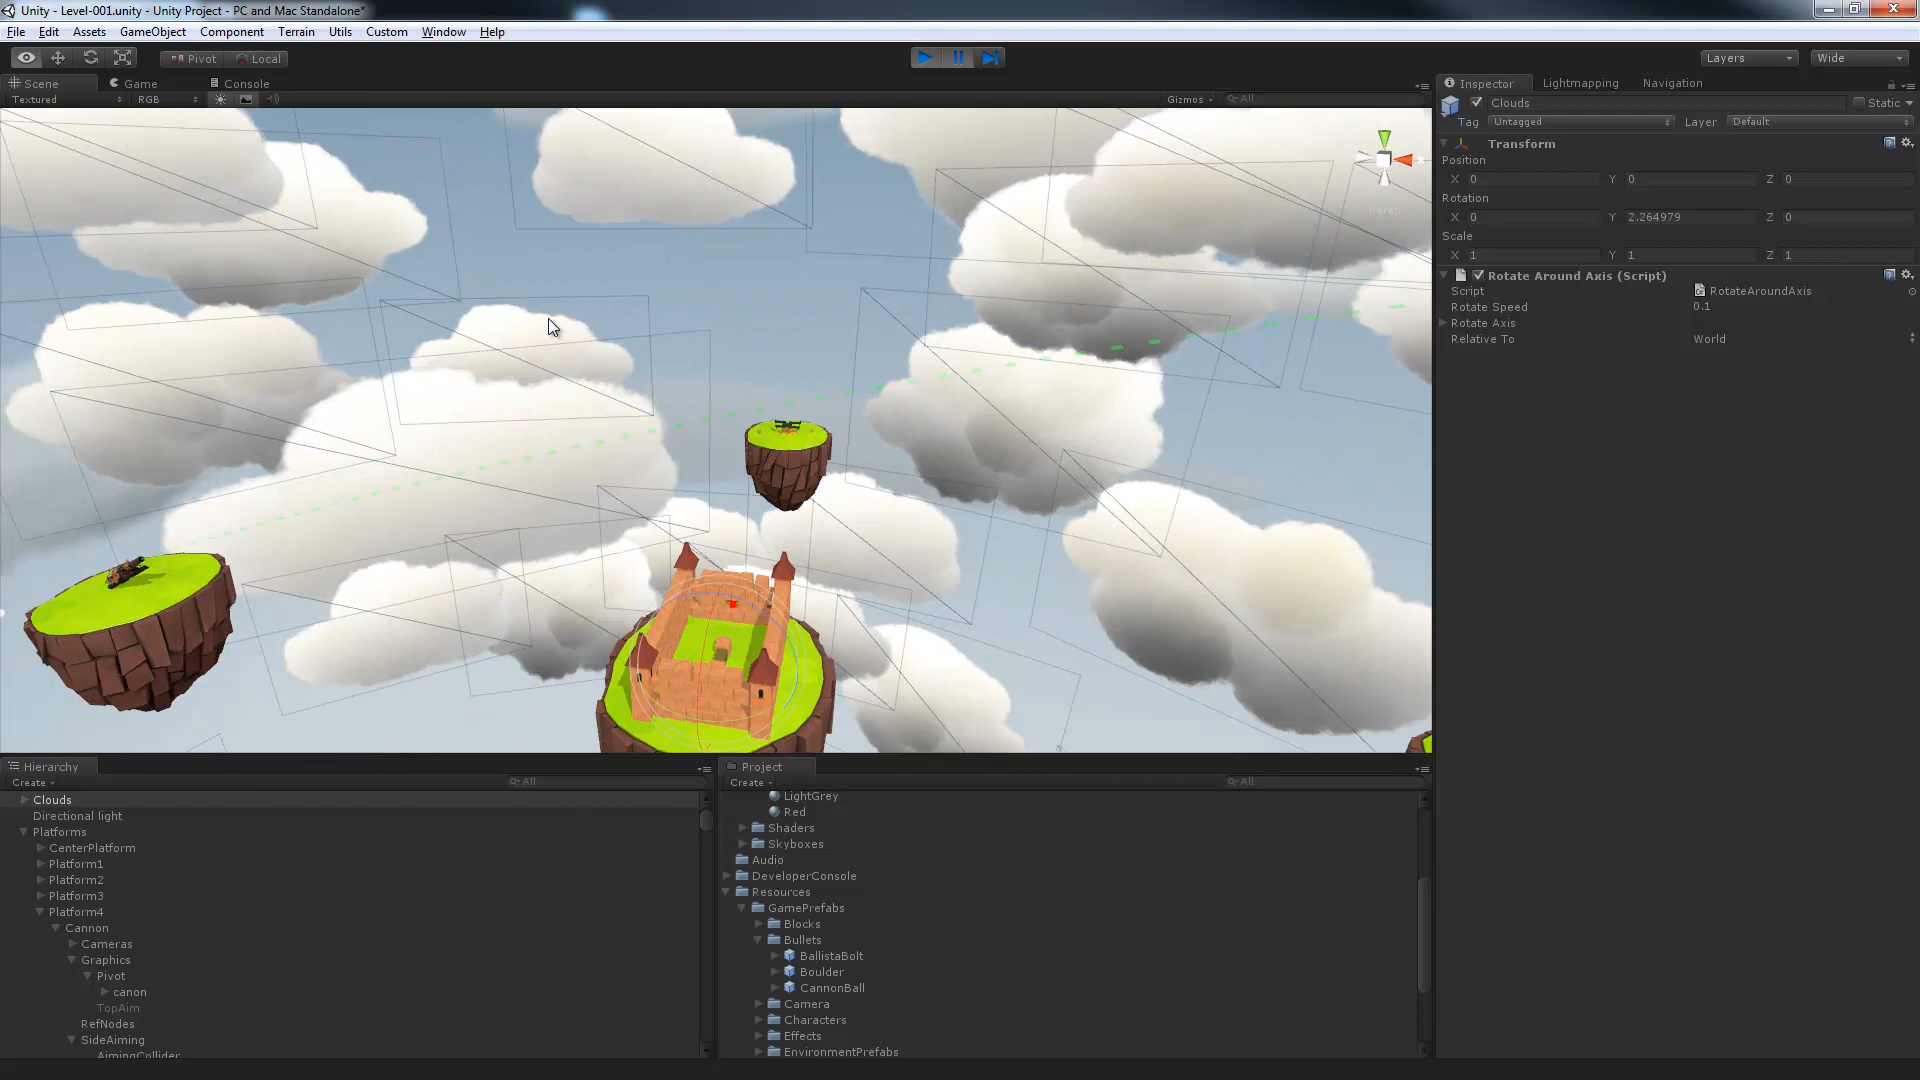 Unity - Level-001.unity - Unity Project - PC and Mac Standalone*
File Edit Assets GameObject Component Terrain Utils Custom Window Help
Pivot Local Layers Wide
Scene Game Console
Textured RGB Gizmos All
Persp
Inspector Lightmapping Navigation
Clouds Static
Tag Untagged Layer Default
Transform
Position
X 0 Y 0 Z 0
Rotation
X 0 Y 2.264979 Z 0
Scale
X 1 Y 1 Z 1
Rotate Around Axis (Script)
Script RotateAroundAxis
Rotate Speed 0.1
Rotate Axis
Relative To World
Hierarchy
Create All
Clouds
Directional light
Platforms
CenterPlatform
Platform1
Platform2
Platform3
Platform4
Cannon
Cameras
Graphics
Pivot
canon
TopAim
RefNodes
SideAiming
AimingCollider
Project
Create All
LightGrey
Red
Shaders
Skyboxes
Audio
DeveloperConsole
Resources
GamePrefabs
Blocks
Bullets
BallistaBolt
Boulder
CannonBall
Camera
Characters
Effects
EnvironmentPrefabs